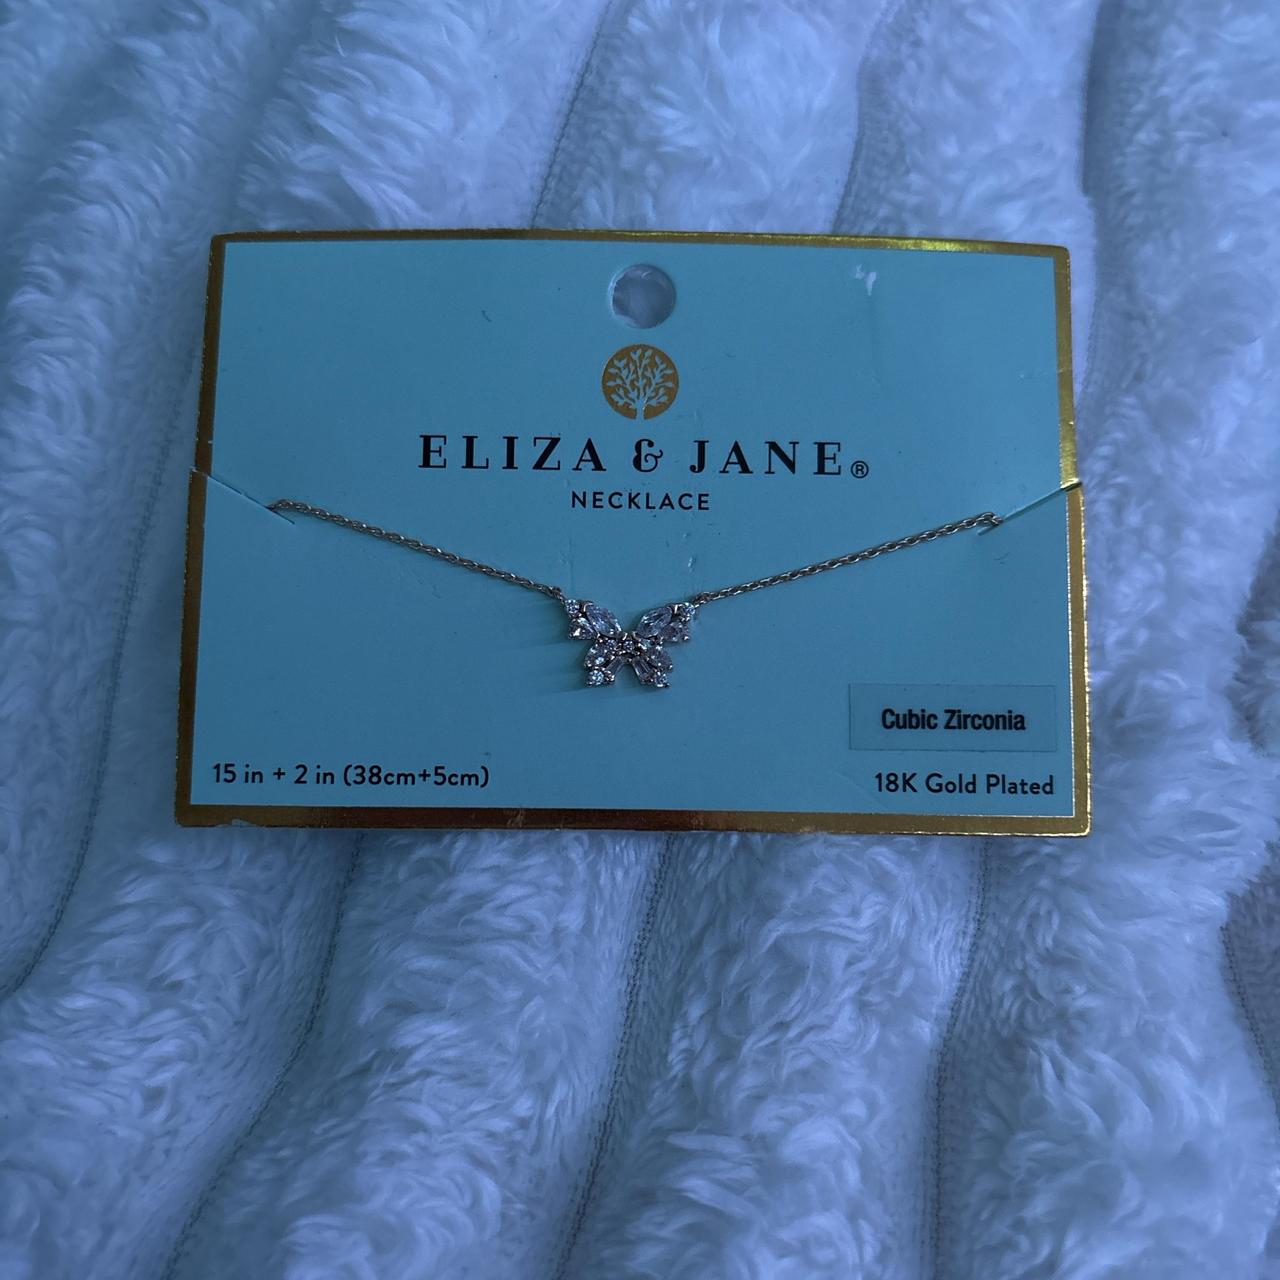 ELIZA & JANE®
NECKLACE
Cubic Zirconia
15 in + 2 in (38cm+5cm)
18K Gold Plated